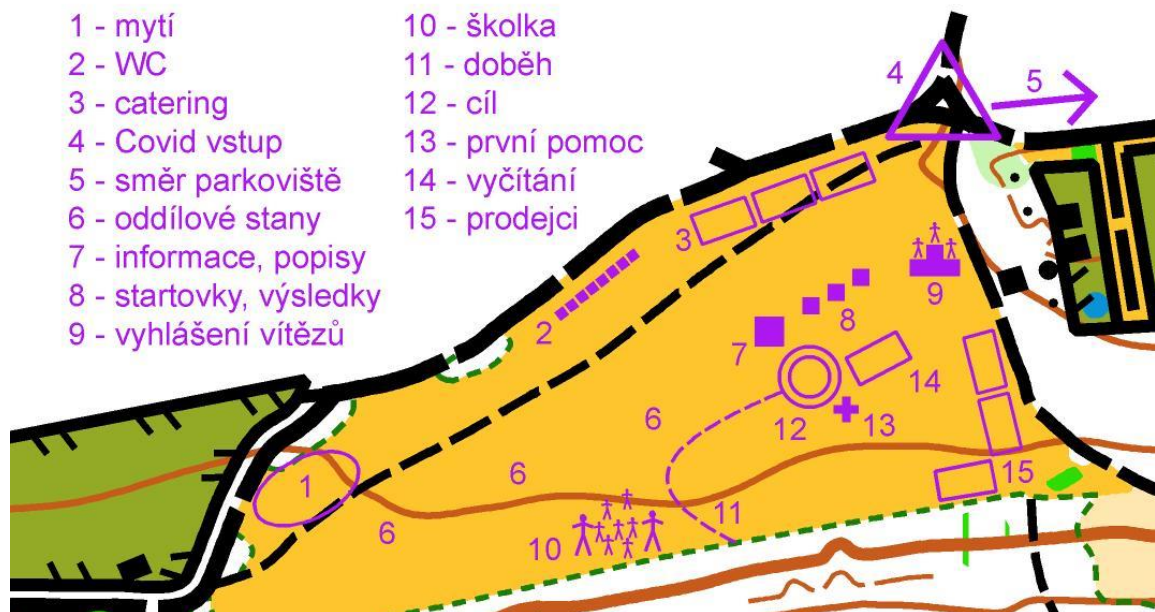 1 - mytí
2 - WC
3 - catering
4 - Covid vstup
5 - směr parkoviště
6 - oddílové stany
7 - informace, popisy
8 - startovky, výsledky
9 - vyhlášení vítězů
10 - školka
11 - doběh
12 - cíl
13 - první pomoc
14 - vyčítání
15 - prodejci
4
5
3
9
2
8
7
14
6
12
13
15
1
6
6
11
10